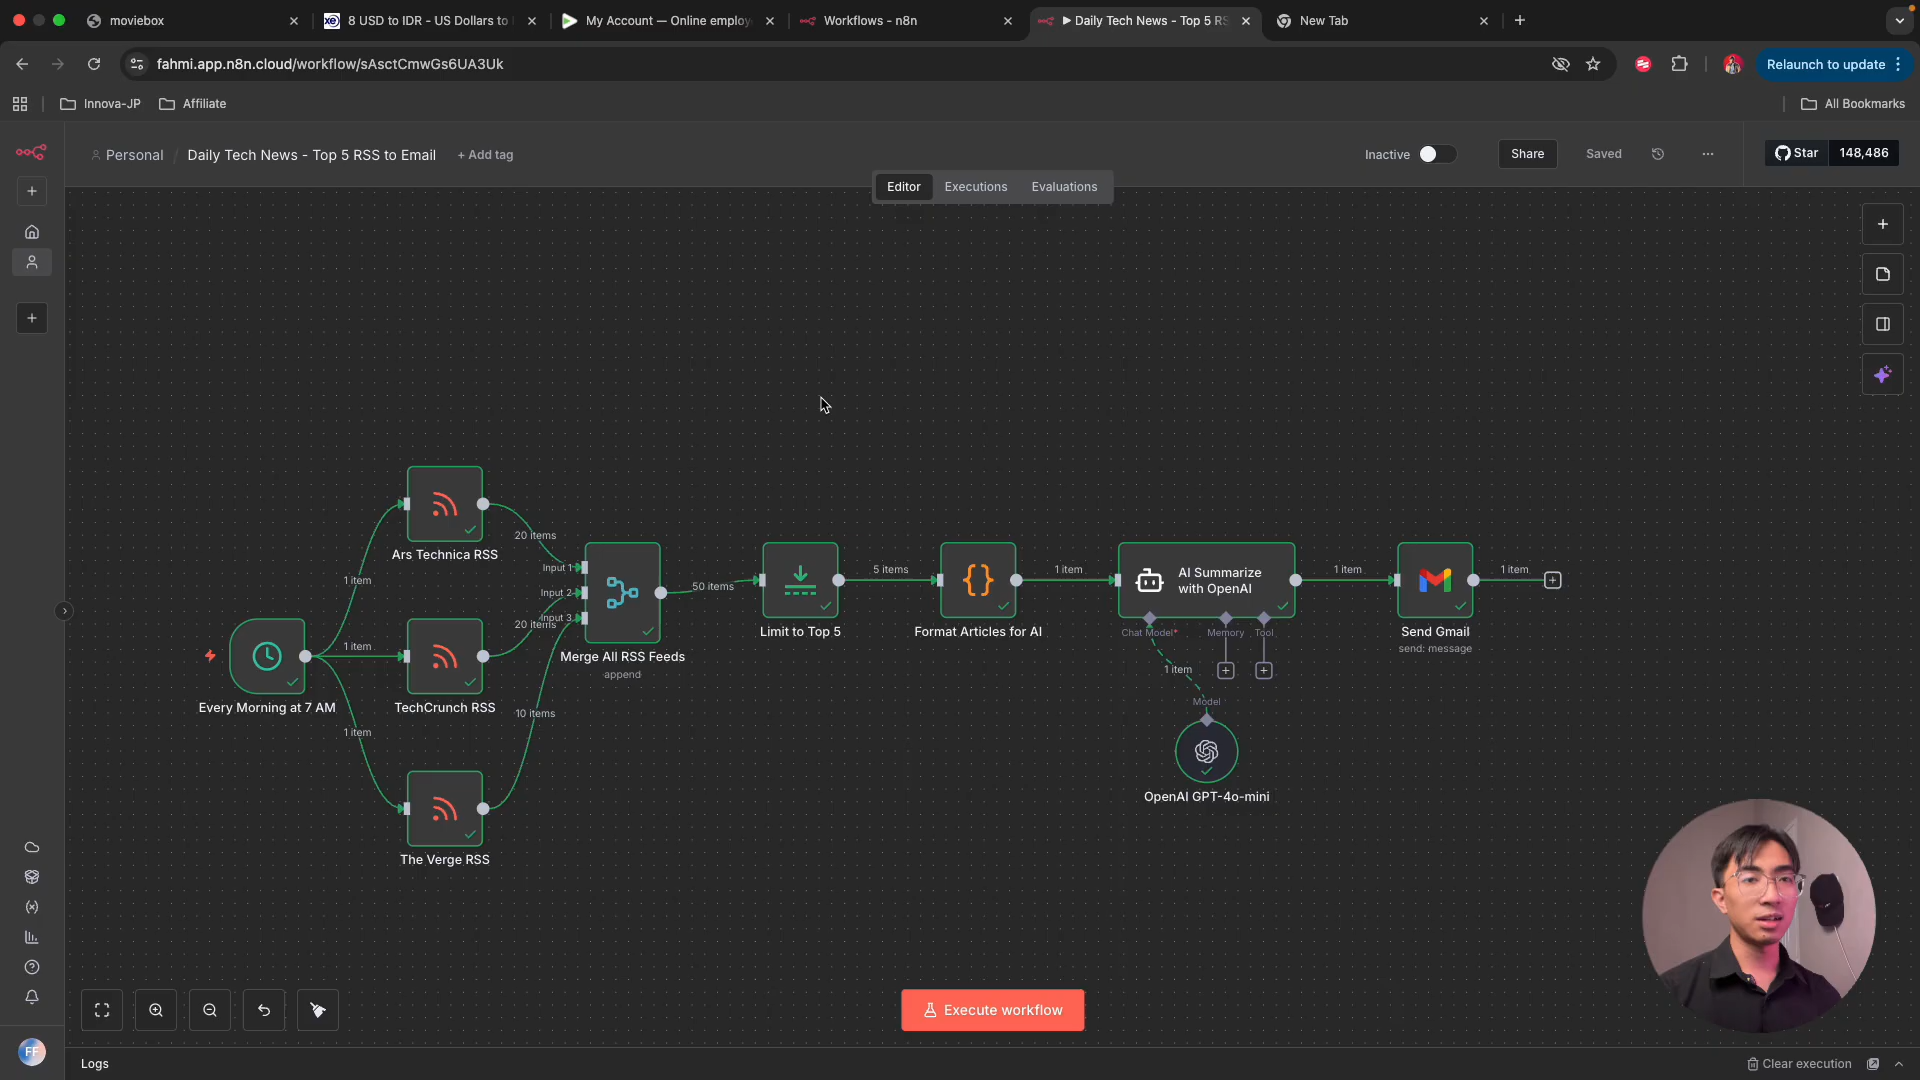 moviebox
8 USD to IDR - US Dollars to
My Account — Online employ
Workflows - n8n
▶ Daily Tech News - Top 5 RS
New Tab
fahmi.app.n8n.cloud/workflow/sAsctCmwGs6UA3Uk
Relaunch to update
Innova-JP
Affiliate
All Bookmarks
Personal / Daily Tech News - Top 5 RSS to Email
+ Add tag
Inactive
Share
Saved
Star
148,486
Editor
Executions
Evaluations
Ars Technica RSS
20 items
Input 1
1 item
Input 2
50 items
5 items
1 item
AI Summarize
with OpenAI
1 item
1 item
Input 3
20 items
Limit to Top 5
Format Articles for AI
Chat Model*
Memory
Tool
Send Gmail
send: message
1 item
Merge All RSS Feeds
append
1 item
Every Morning at 7 AM
TechCrunch RSS
10 items
Model
1 item
OpenAI GPT-4o-mini
The Verge RSS
Execute workflow
FF
Logs
Clear execution